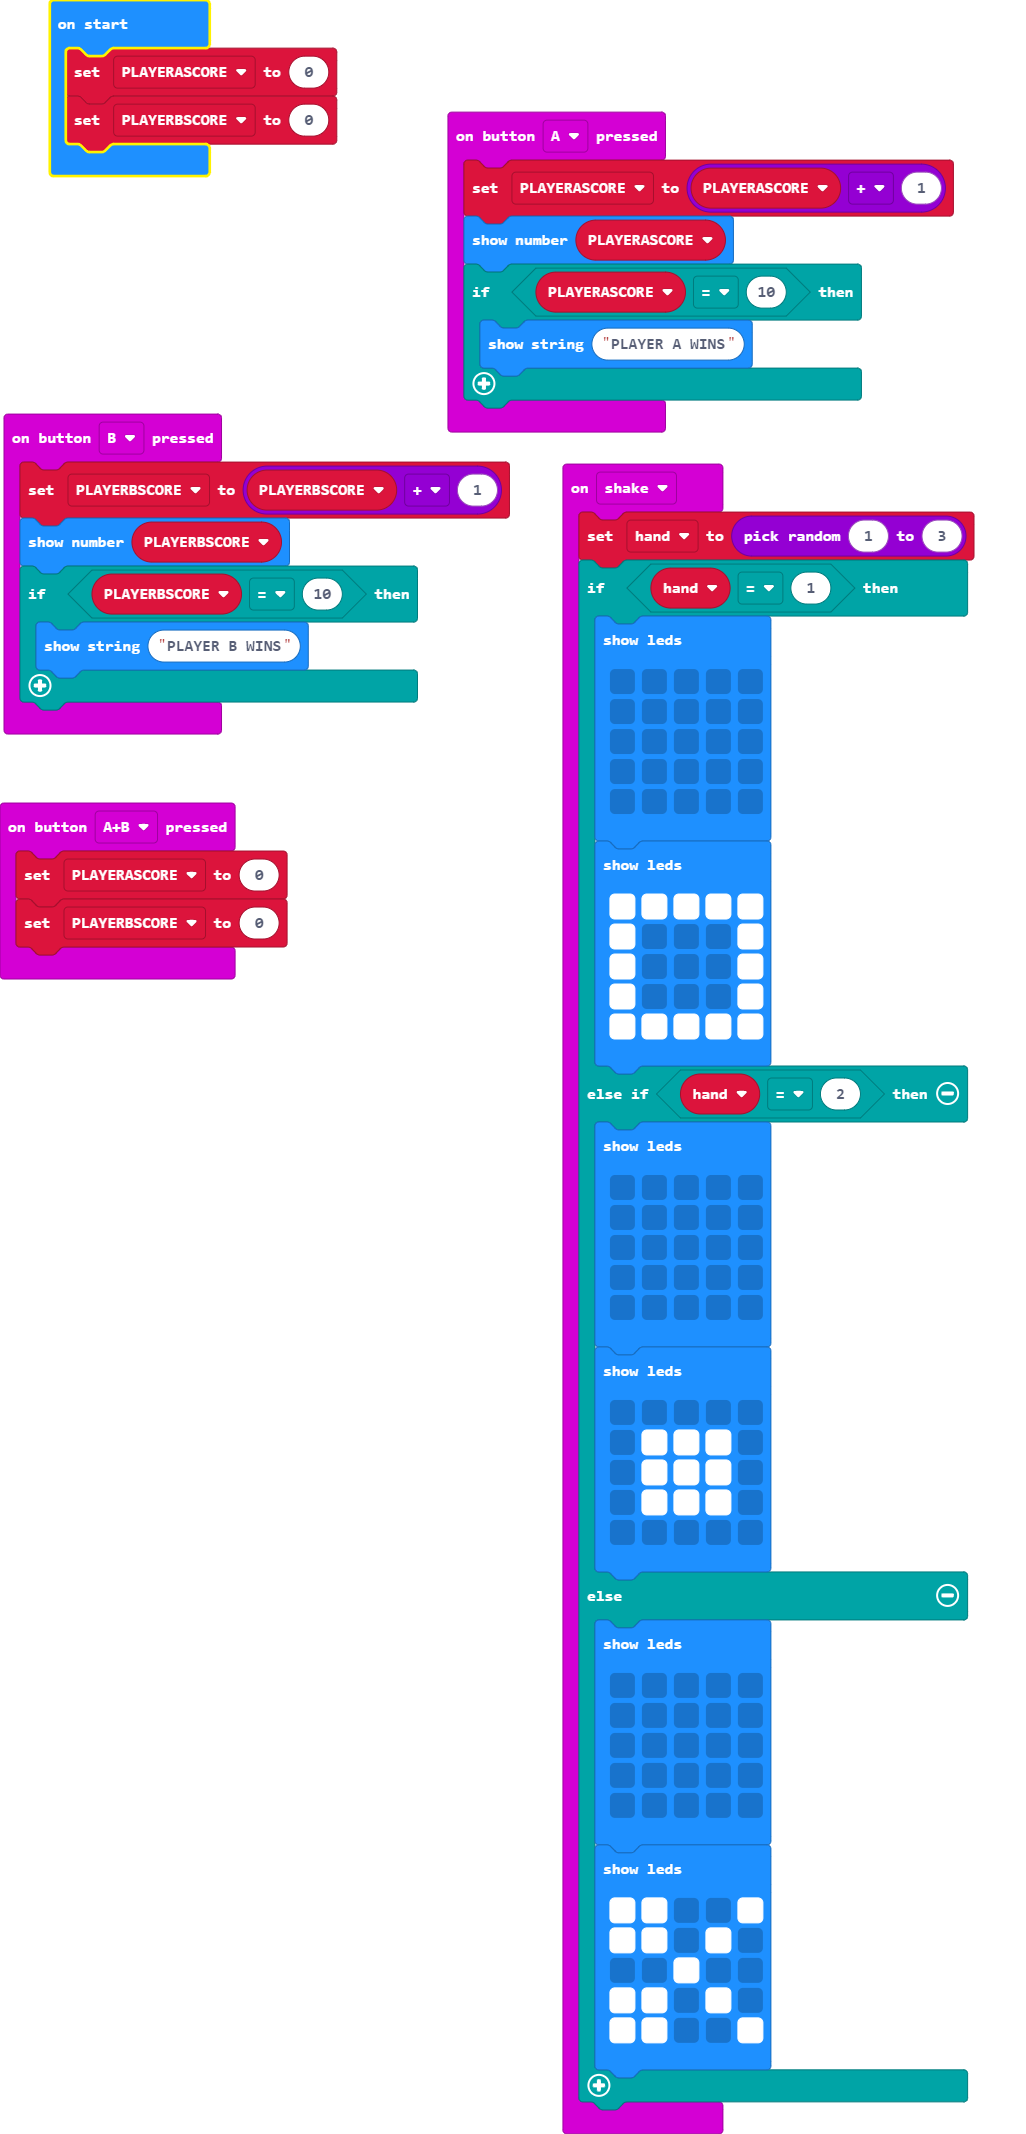 on start
set PLAYERASCORE to 0
set PLAYERBSCORE to 0
on button A pressed
set PLAYERASCORE to PLAYERASCORE + 1
show number PLAYERASCORE
if PLAYERASCORE = 10 then
show string "PLAYER A WINS"
on button B pressed
set PLAYERBSCORE to PLAYERBSCORE + 1
show number PLAYERBSCORE
if PLAYERBSCORE = 10 then
show string "PLAYER B WINS"
on button A+B pressed
set PLAYERASCORE to 0
set PLAYERBSCORE to 0
on shake
set hand to pick random 1 to 3
if hand = 1 then
show leds
show leds
else if hand = 2 then
show leds
show leds
else
show leds
show leds